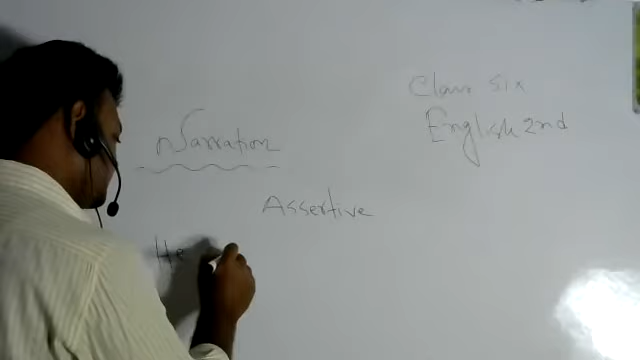 Class six
English 2nd
Narration
Assertive
He